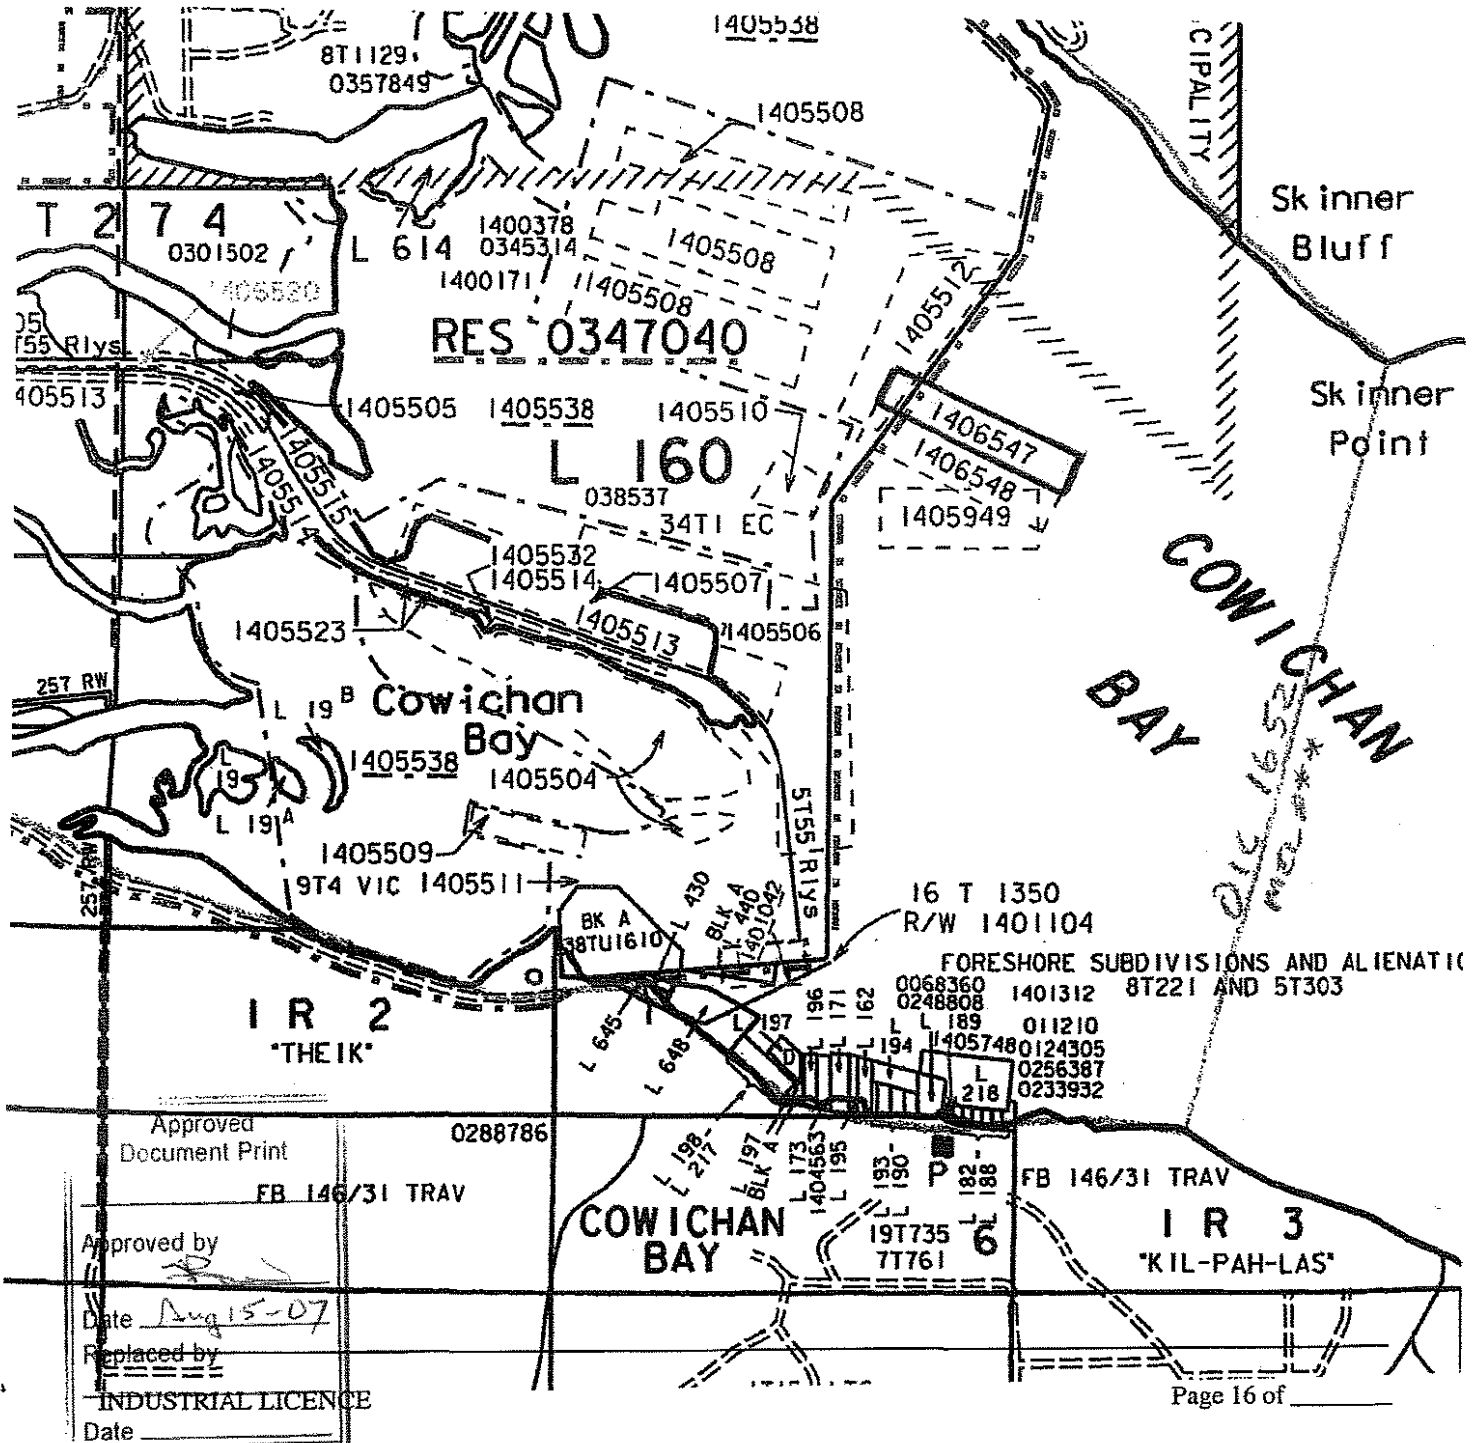 1405538
8T1129
0357849
1405508
CIPALITY
Skinner
Bluff
T 2 7 4
0301502
L 614
1400378
0345314
1400171
1405508
1405508
1405512
1405520
RES 0347040
T55 Rlys
405513
1405505
1405538
1405510
Skinner
Point
1406547
1406548
1405949
L 160
038537
34T1 EC
1405515
1405514
1405532
1405514
1405507
1405513
1405506
1405523
COWICHAN
BAY
257 RW
L 19 B
Cowichan
Bay
1405538
L
19
L 19 A
1405504
1405509
9T4 VIC 1405511
5T55 Rlys
257 RW
OIC 1652
BK A
38TU1610
L 430
BLK A
L 440
1401042
16 T 1350
R/W 1401104
FORESHORE SUBDIVISIONS AND ALIENATIO
8T221 AND 5T303
0068360
0248808
1401312
L 196
L 171
L 162
L 197
D
L 194
L 189
1405748
011210
0124305
0256387
0233932
L
218
L 645
L 648
I R 2
"THEIK"
Approved
Document Print
0288786
L 198-
L 217
L 197
BLK A
L 173
1404563
L 195
L 193-
L 190
P
L 182-
L 188
FB 146/31 TRAV
FB 146/31 TRAV
COWICHAN
BAY
19T735
7T761
6
I R 3
"KIL-PAH-LAS"
Approved by
Date Aug 15-07
Replaced by
INDUSTRIAL LICENCE
Page 16 of
Date